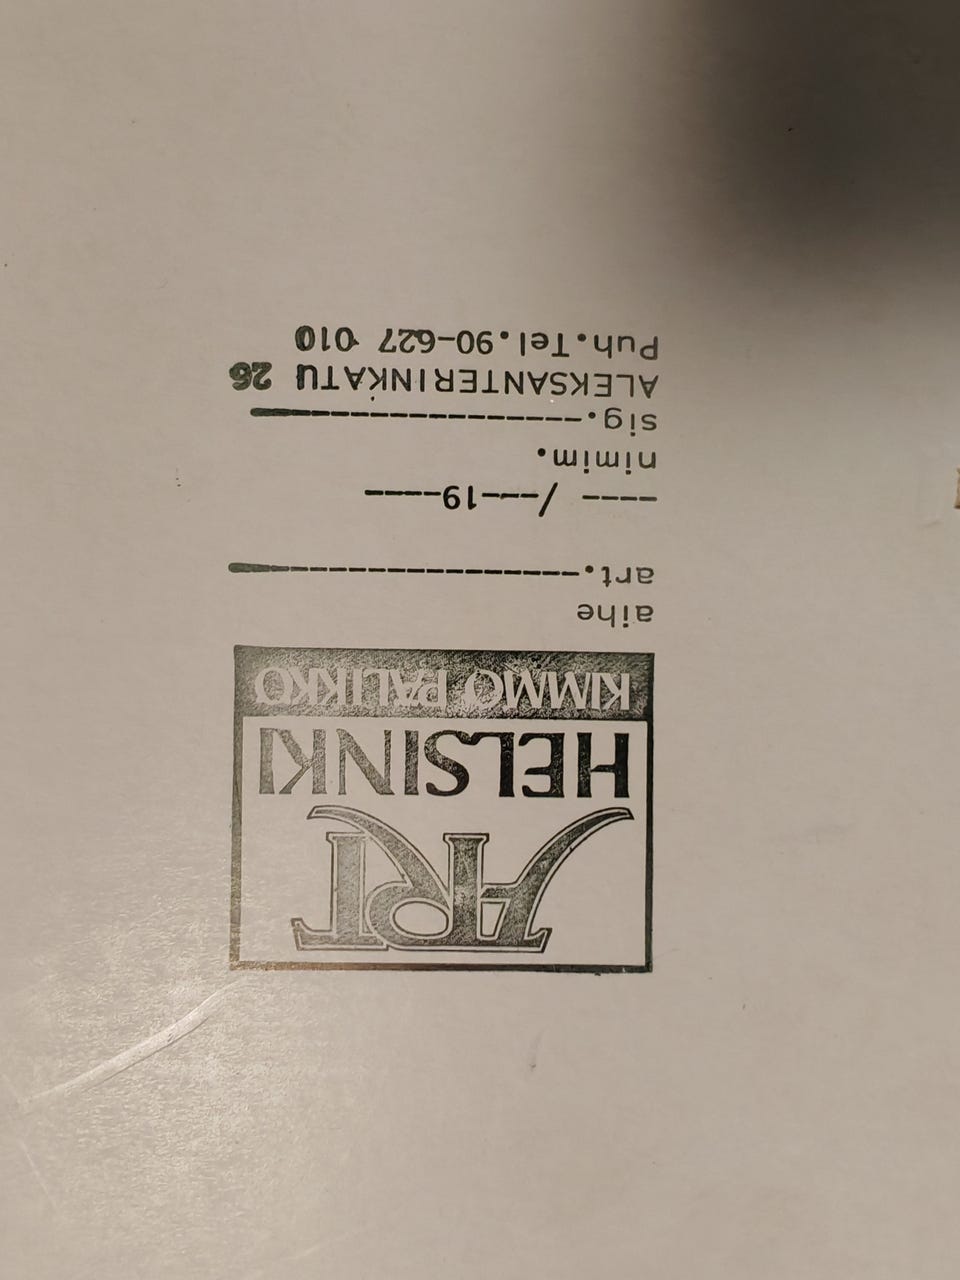 ART
HELSINKI
KIMMO PALIKKO
aihe
art.----------------
---- /---19----
nimim.
sig.-----------------
ALEKSANTERINKATU 26
Puh.Tel.90-627 010